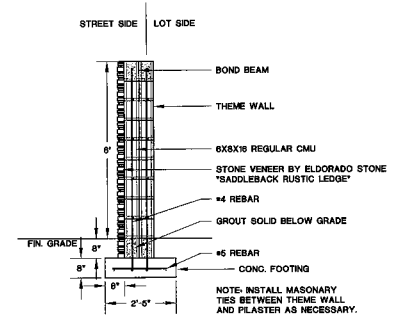 STREET SIDE
LOT SIDE
BOND BEAM
THEME WALL
6'
8X8X16 REGULAR CMU
STONE VENEER BY ELDORADO STONE
"SADDLEBACK RUSTIC LEDGE"
#4 REBAR
GROUT SOLID BELOW GRADE
FIN. GRADE
8"
#5 REBAR
8"
CONC. FOOTING
8"
2'-5"
NOTE: INSTALL MASONARY
TIES BETWEEN THEME WALL
AND PILASTER AS NECESSARY.